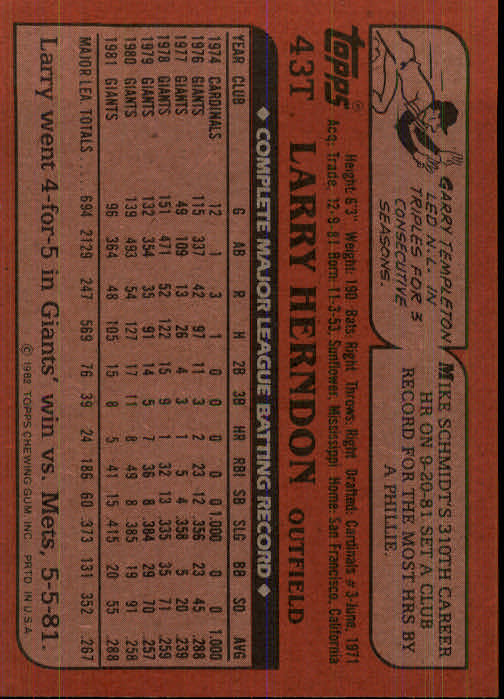 GARRY TEMPLETON
LED N.L. IN
TRIPLES FOR 3
CONSECUTIVE
SEASONS.
MIKE SCHMIDT'S 310TH CAREER
HR ON 9-20-81 SET A CLUB
RECORD FOR THE MOST HRS BY
A PHILLIE.
topps®
Height: 6'3" Weight: 190 Bats: Right Throws: Right Drafted: Cardinals #3-June, 1971
Acq: Trade, 12-9-81 Born: 11-3-53, Sunflower, Mississippi Home: San Francisco, California
43T LARRY HERNDON OUTFIELD
◆ COMPLETE MAJOR LEAGUE BATTING RECORD ◆
YEAR CLUB G AB R H 2B 3B HR RBI SB SLG BB SO AVG
1974 CARDINALS 12 1 3 1 0 0 0 0 0 1.000 0 0 1.000
1976 GIANTS 115 337 42 97 11 3 2 23 12 .356 23 45 .288
1977 GIANTS 49 109 13 26 4 3 1 5 4 .358 5 20 .239
1978 GIANTS 151 471 52 122 15 9 1 32 13 .335 35 71 .259
1979 GIANTS 132 354 35 91 14 5 7 36 8 .384 29 70 .257
1980 GIANTS 139 493 54 127 17 11 8 49 8 .385 19 91 .258
1981 GIANTS 96 364 48 105 15 8 5 41 15 .415 20 55 .288
MAJOR LEA. TOTALS .... 694 2129 247 569 76 39 24 186 60 .373 131 352 .267
Larry went 4-for-5 in Giants' win vs. Mets, 5-5-81.
© 1982 TOPPS CHEWING GUM INC. PRTD IN U.S.A.